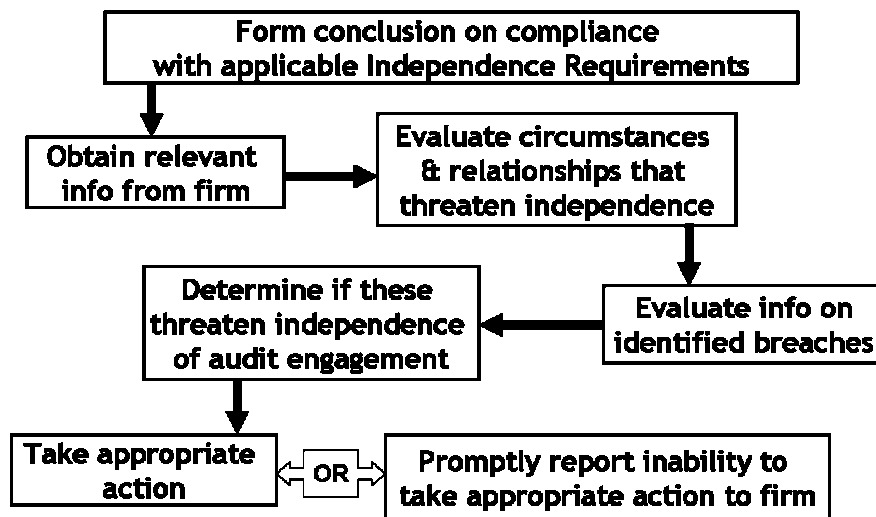 Form conclusion on compliance
with applicable Independence Requirements
Obtain relevant
info from firm
Evaluate circumstances
& relationships that
threaten independence
Evaluate info on
identified breaches
Determine if these
threaten independence
of audit engagement
Take appropriate
action
OR
Promptly report inability to
take appropriate action to firm